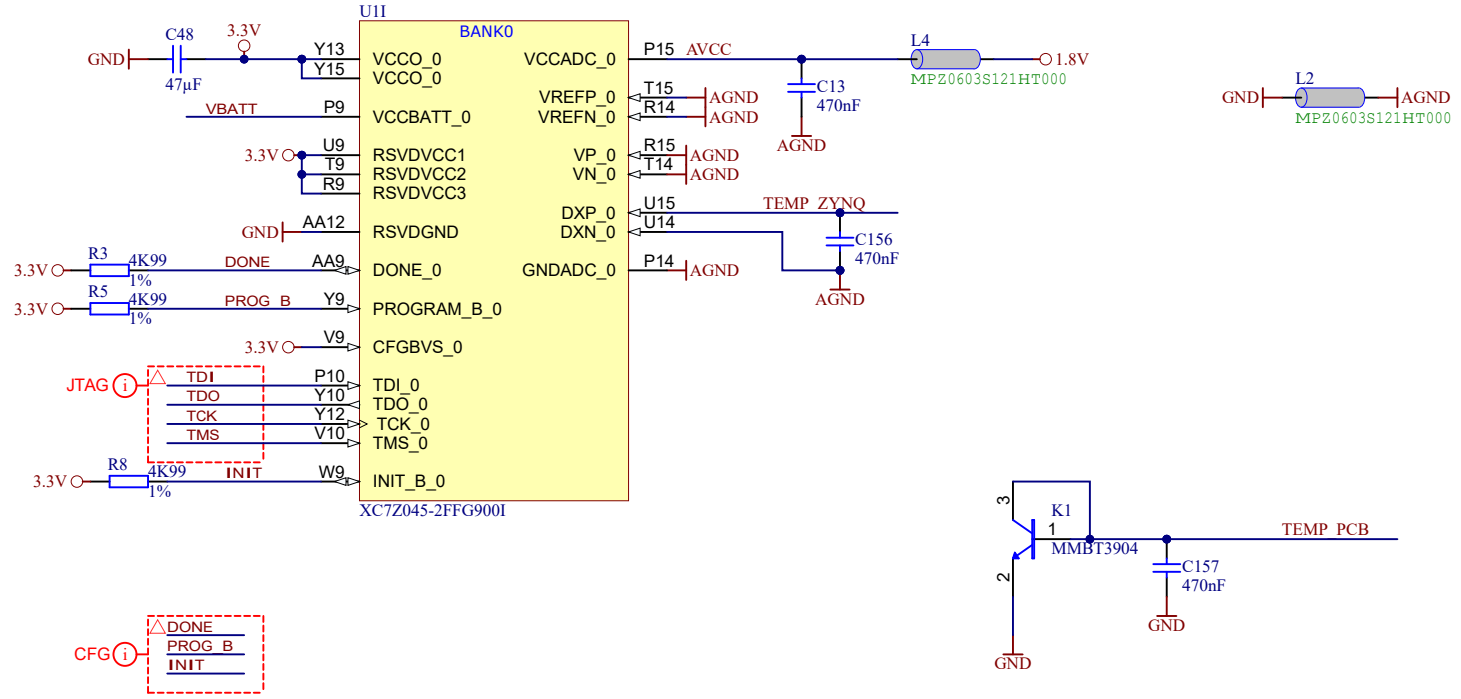 U1I
BANK0
C48
3.3V
GND
47µF
Y13
VCCO_0
Y15
VCCO_0
VBATT
P9
VCCBATT_0
3.3V
U9
RSVDVCC1
T9
RSVDVCC2
R9
RSVDVCC3
GND
AA12
RSVDGND
R3
3.3V
4K99
1%
DONE
AA9
DONE_0
R5
3.3V
4K99
1%
PROG_B
Y9
PROGRAM_B_0
3.3V
V9
CFGBVS_0
JTAG
i
TDI
P10
TDI_0
TDO
Y10
TDO_0
TCK
Y12
TCK_0
TMS
V10
TMS_0
R8
3.3V
4K99
1%
INIT
W9
INIT_B_0
XC7Z045-2FFG900I
VCCADC_0
P15
AVCC
L4
1.8V
MPZ0603S121HT000
C13
470nF
AGND
VREFP_0
T15
AGND
VREFN_0
R14
AGND
VP_0
R15
AGND
VN_0
T14
AGND
DXP_0
U15
TEMP_ZYNQ
DXN_0
U14
C156
470nF
AGND
GNDADC_0
P14
AGND
L2
GND
AGND
MPZ0603S121HT000
3
K1
1
MMBT3904
2
GND
TEMP_PCB
C157
470nF
GND
CFG
i
DONE
PROG_B
INIT